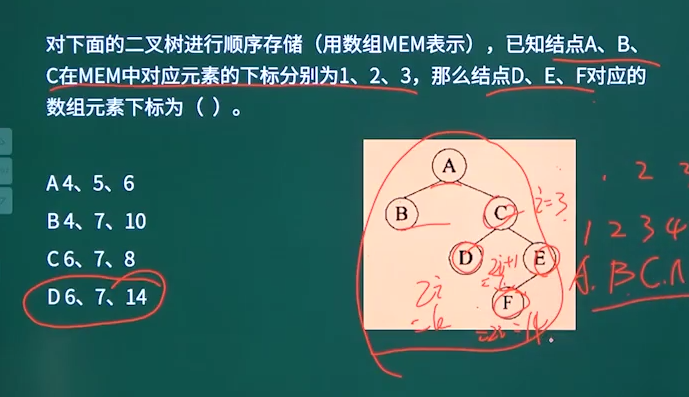 对下面的二叉树进行顺序存储（用数组MEM表示），已知结点A、B、
C在MEM中对应元素的下标分别为1、2、3，那么结点D、E、F对应的
数组元素下标为（ ）。
A 4、5、6
B 4、7、10
C 6、7、8
D 6、7、14
A
B
C
i=3
D
E
2i+1
F
2i
=6
=2i=14
2
1 2 3 4
A. B C.